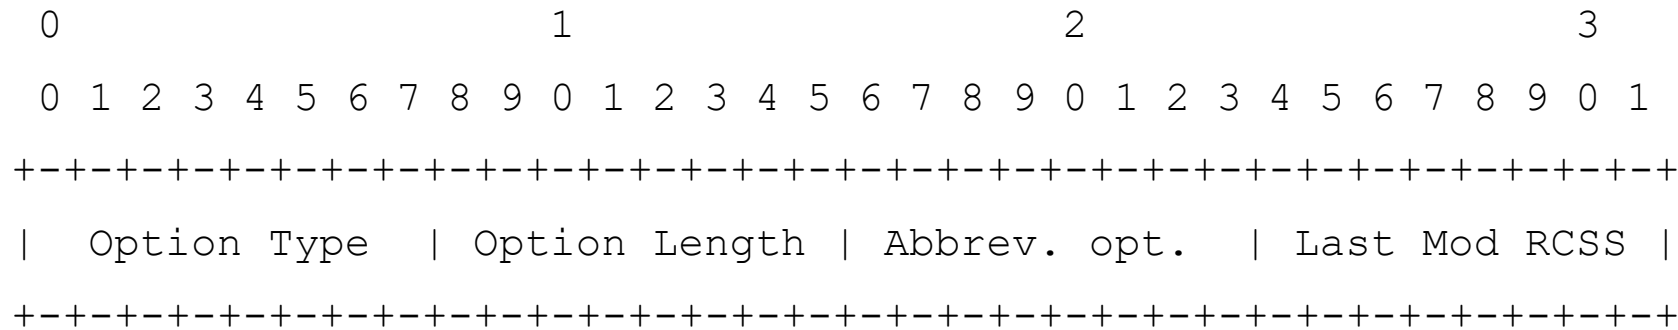 0                   1                   2                   3
 0 1 2 3 4 5 6 7 8 9 0 1 2 3 4 5 6 7 8 9 0 1 2 3 4 5 6 7 8 9 0 1
+-+-+-+-+-+-+-+-+-+-+-+-+-+-+-+-+-+-+-+-+-+-+-+-+-+-+-+-+-+-+-+-+
|  Option Type  | Option Length | Abbrev. opt.  | Last Mod RCSS |
+-+-+-+-+-+-+-+-+-+-+-+-+-+-+-+-+-+-+-+-+-+-+-+-+-+-+-+-+-+-+-+-+